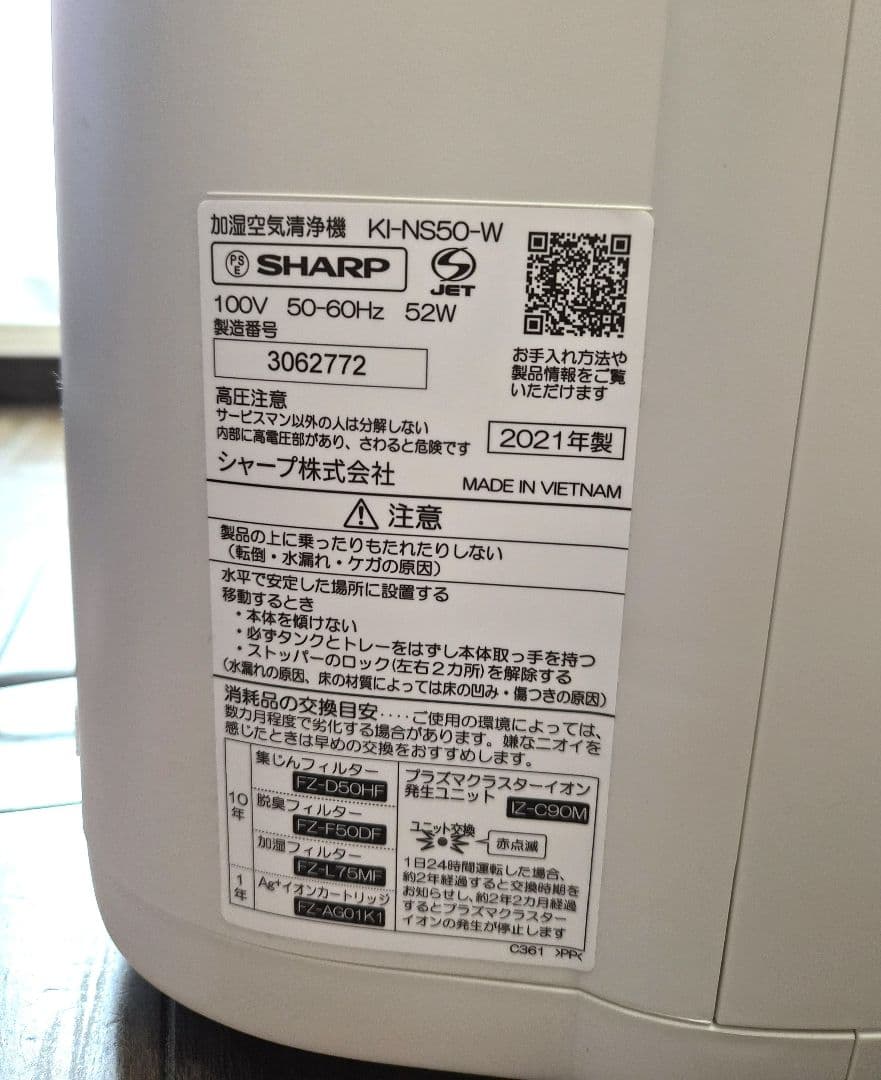 加湿空気清浄機 KI-NS50-W
PSE SHARP JET
100V 50-60Hz 52W
製造番号
3062772
お手入れ方法や
製品情報をご覧
いただけます
高圧注意
サービスマン以外の人は分解しない
内部に高電圧部があり、さわると危険です
2021年製
シャープ株式会社
MADE IN VIETNAM
注意
製品の上に乗ったりもたれたりしない
(転倒・水漏れ・ケガの原因)
水平で安定した場所に設置する
移動するとき
・本体を傾けない
・必ずタンクとトレーをはずし本体取っ手を持つ
・ストッパーのロック(左右2カ所)を解除する
(水漏れの原因、床の材質によっては床の凹み・傷つきの原因)
消耗品の交換目安‥‥ご使用の環境によっては、
数カ月程度で劣化する場合があります。嫌なニオイを
感じたときは早めの交換をおすすめします。
10年
集じんフィルター
FZ-D50HF
脱臭フィルター
FZ-F50DF
加湿フィルター
FZ-L75MF
1年
Ag+イオンカートリッジ
FZ-AG01K1
プラズマクラスターイオン
発生ユニット
IZ-C90M
ユニット交換
赤点滅
1日24時間運転した場合、
約2年経過すると交換時期を
お知らせし、約2年2カ月経過
するとプラズマクラスター
イオンの発生が停止します
C361 >PP<